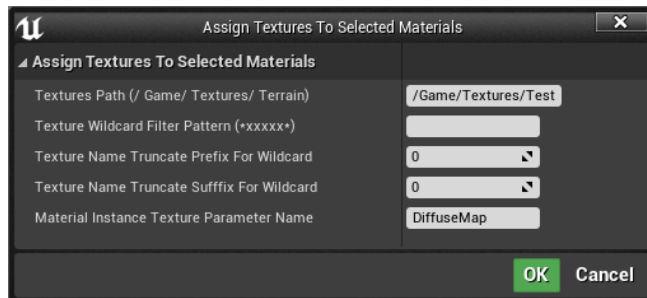 Assign Textures To Selected Materials
Assign Textures To Selected Materials
Textures Path (/ Game/ Textures/ Terrain) /Game/Textures/Test
Texture Wildcard Filter Pattern (*xxxxx*)
Texture Name Truncate Prefix For Wildcard 0
Texture Name Truncate Sufffix For Wildcard 0
Material Instance Texture Parameter Name DiffuseMap
OK Cancel